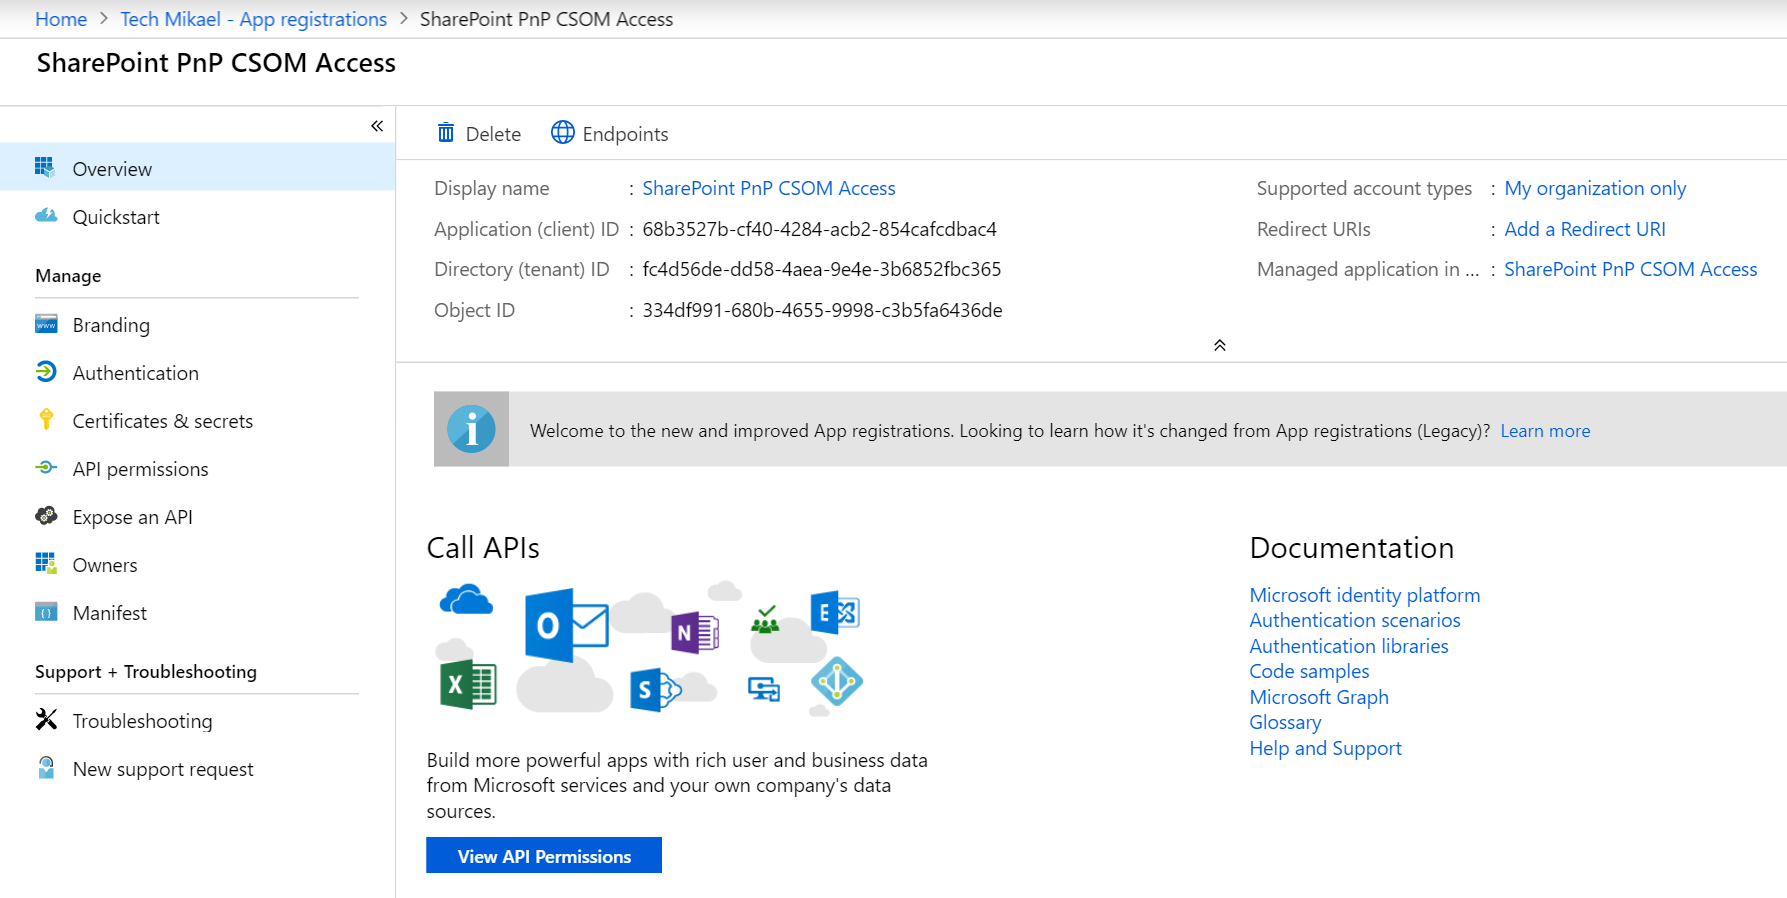 Home > Tech Mikael - App registrations > SharePoint PnP CSOM Access
SharePoint PnP CSOM Access
«
Overview
Quickstart
Manage
Branding
Authentication
Certificates & secrets
API permissions
Expose an API
Owners
Manifest
Support + Troubleshooting
Troubleshooting
New support request
Delete Endpoints
Display name : SharePoint PnP CSOM Access
Application (client) ID : 68b3527b-cf40-4284-acb2-854cafcdbac4
Directory (tenant) ID : fc4d56de-dd58-4aea-9e4e-3b6852fbc365
Object ID : 334df991-680b-4655-9998-c3b5fa6436de
Supported account types : My organization only
Redirect URIs : Add a Redirect URI
Managed application in ... : SharePoint PnP CSOM Access
Welcome to the new and improved App registrations. Looking to learn how it's changed from App registrations (Legacy)? Learn more
Call APIs
O
N
E
X
S
Build more powerful apps with rich user and business data
from Microsoft services and your own company's data
sources.
View API Permissions
Documentation
Microsoft identity platform
Authentication scenarios
Authentication libraries
Code samples
Microsoft Graph
Glossary
Help and Support